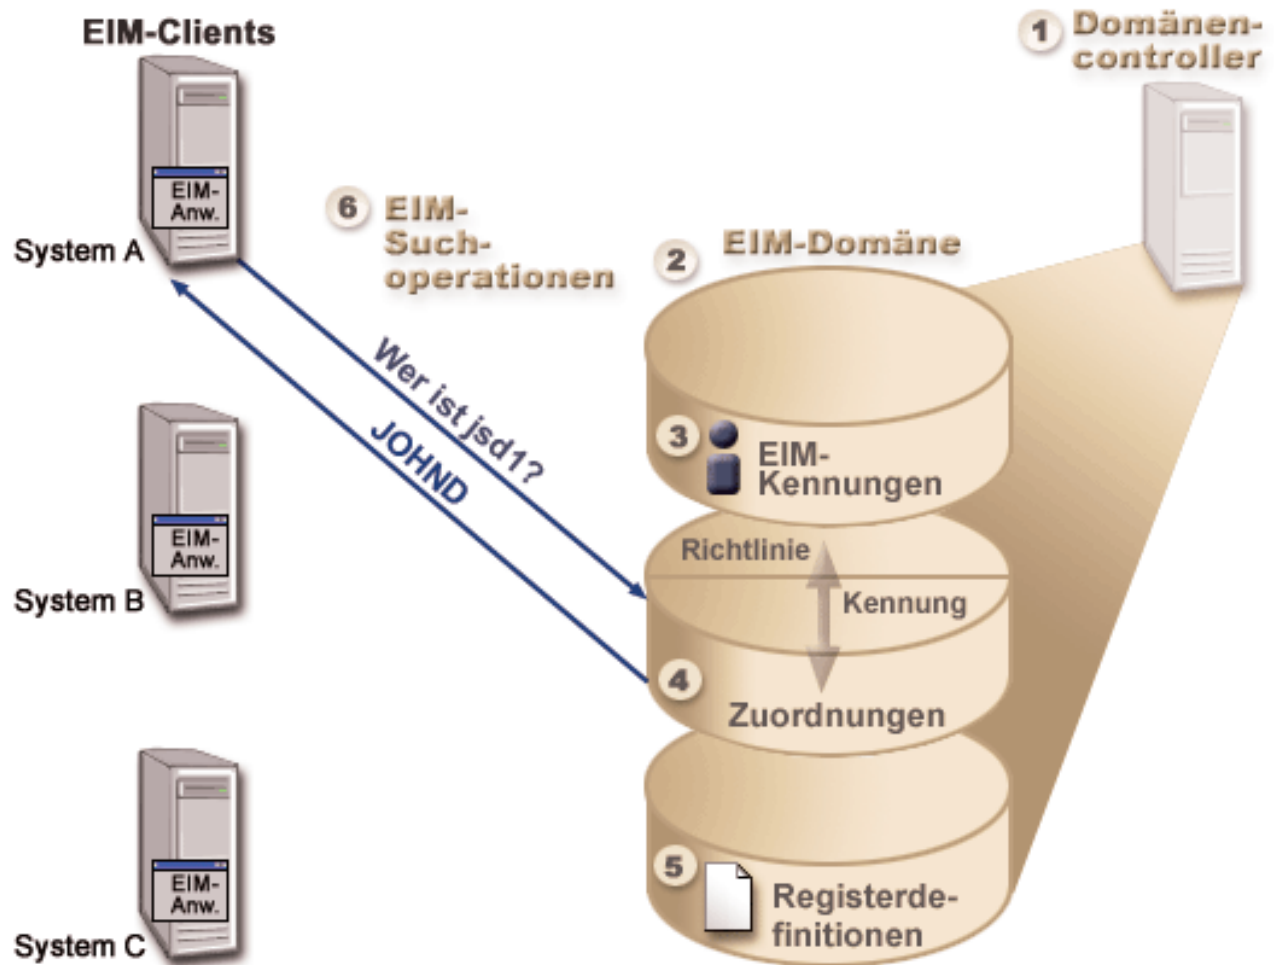 EIM-Clients
1 Domänen-
controller
EIM-
Anw.
System A
6 EIM-
Such-
operationen
2 EIM-Domäne
Wer ist jsd1?
JOHND
3 EIM-
Kennungen
Richtlinie
Kennung
4
Zuordnungen
EIM-
Anw.
System B
5 Registerde-
finitionen
EIM-
Anw.
System C